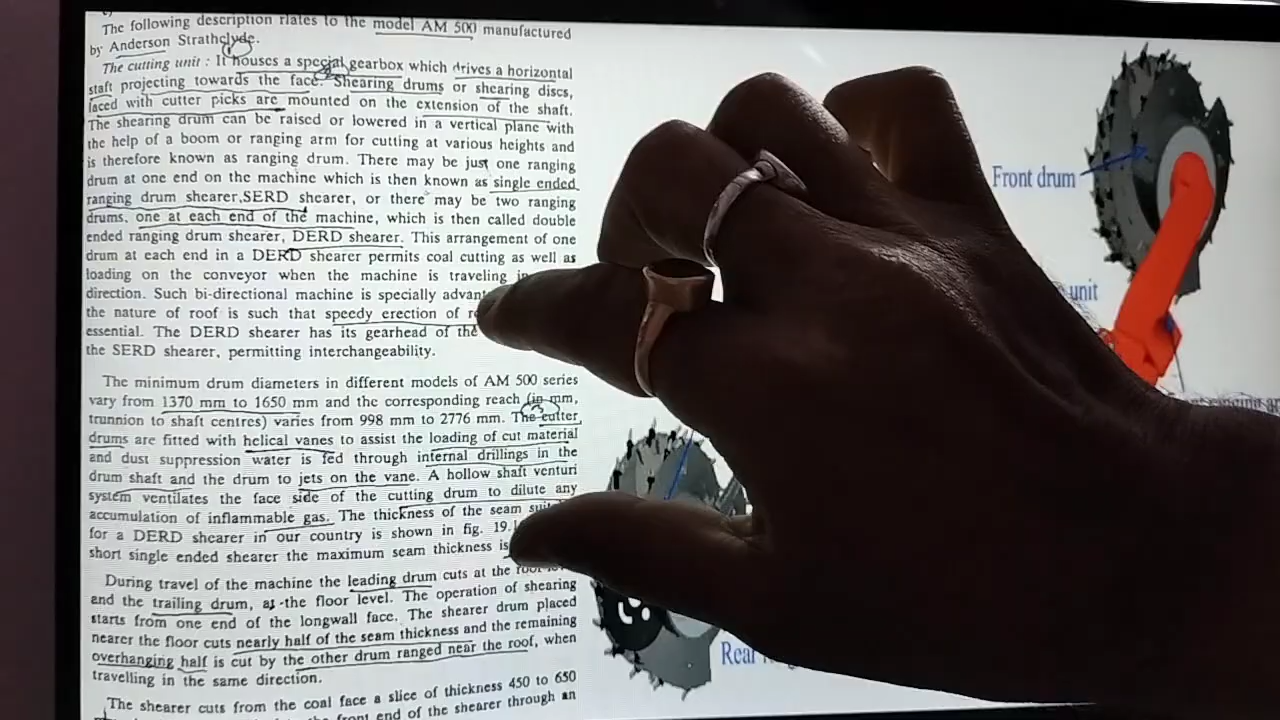 The following description rlates to the model AM 500 manufactured
by Anderson Strathclyde.
The cutting unit : It houses a special gearbox which drives a horizontal
staft projecting towards the face. Shearing drums or shearing discs,
laced with cutter picks are mounted on the extension of the shaft.
The shearing drum can be raised or lowered in a vertical plane with
the help of a boom or ranging arm for cutting at various heights and
is therefore known as ranging drum. There may be just one ranging
drum at one end on the machine which is then known as single ended
ranging drum shearer,SERD shearer, or there may be two ranging
drums, one at each end of the machine, which is then called double
ended ranging drum shearer, DERD shearer. This arrangement of one
drum at each end in a DERD shearer permits coal cutting as well as
loading on the conveyor when the machine is traveling
direction. Such bi-directional machine is specially
the nature of roof is such that speedy erection of
essential. The DERD shearer has its gearhead of the
the SERD shearer, permitting interchangeability.
The minimum drum diameters in different models of AM 500 series
vary from 1370 mm to 1650 mm and the corresponding reach (in mm,
trunnion to shaft centres) varies from 998 mm to 2776 mm. The cutter
drums are fitted with helical vanes to assist the loading of cut material
and dust suppression water is fed through internal drillings in the
drum shaft and the drum to jets on the vane. A hollow shaft venturi
system ventilates the face side of the cutting drum to dilute any
accumulation of inflammable gas. The thickness of the seam
for a DERD shearer in our country is shown in fig.
short single ended shearer the maximum seam thickness is
During travel of the machine the leading drum cuts at the
and the trailing drum, as the floor level. The operation of shearing
starts from one end of the longwall face. The shearer drum placed
nearer the floor cuts nearly half of the seam thickness and the remaining
overhanging half is cut by the other drum ranged near the roof, when
travelling in the same direction.
The shearer cuts from the coal face a slice of thickness 450 to 650
front end of the shearer through an
Front drum
unit
Rear